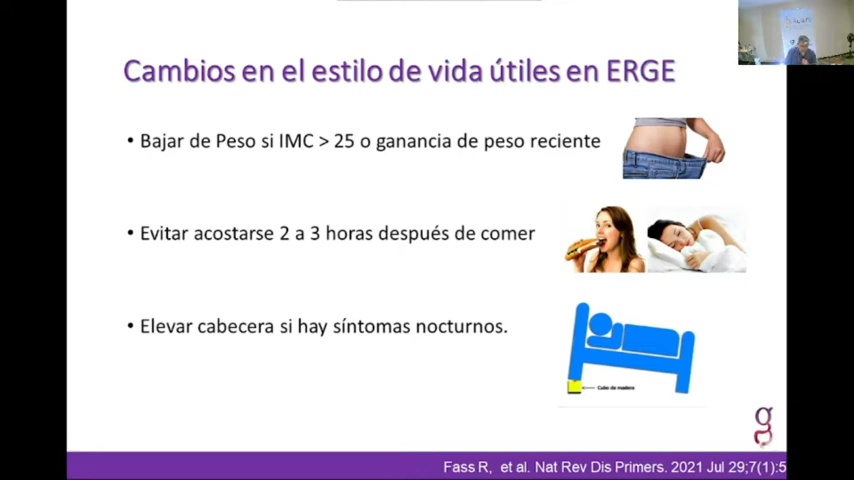 Cambios en el estilo de vida útiles en ERGE
• Bajar de Peso si IMC > 25 o ganancia de peso reciente
• Evitar acostarse 2 a 3 horas después de comer
• Elevar cabecera si hay síntomas nocturnos.
Cubo de madera
Fass R, et al. Nat Rev Dis Primers. 2021 Jul 29;7(1):5